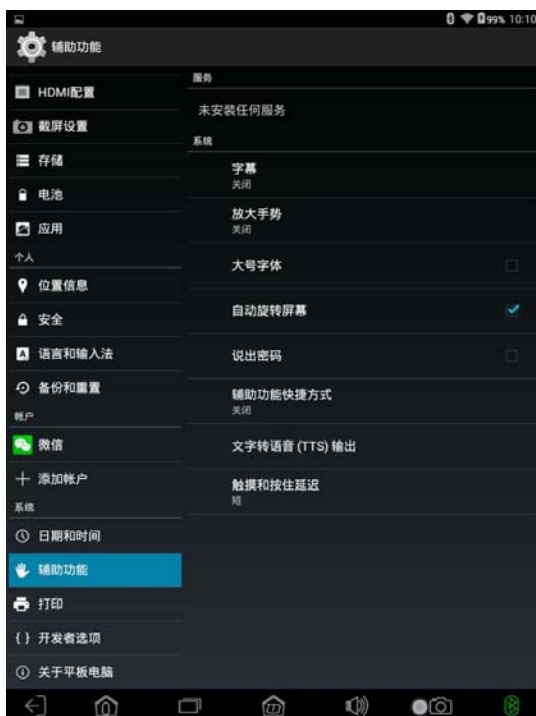 99% 10:10
辅助功能
HDMI配置
截屏设置
存储
电池
应用
个人
位置信息
安全
语言和输入法
备份和重置
帐户
微信
添加帐户
系统
日期和时间
辅助功能
打印
{ } 开发者选项
关于平板电脑
服务
未安装任何服务
系统
字幕
关闭
放大手势
关闭
大号字体
自动旋转屏幕
说出密码
辅助功能快捷方式
关闭
文字转语音 (TTS) 输出
触摸和按住延迟
短